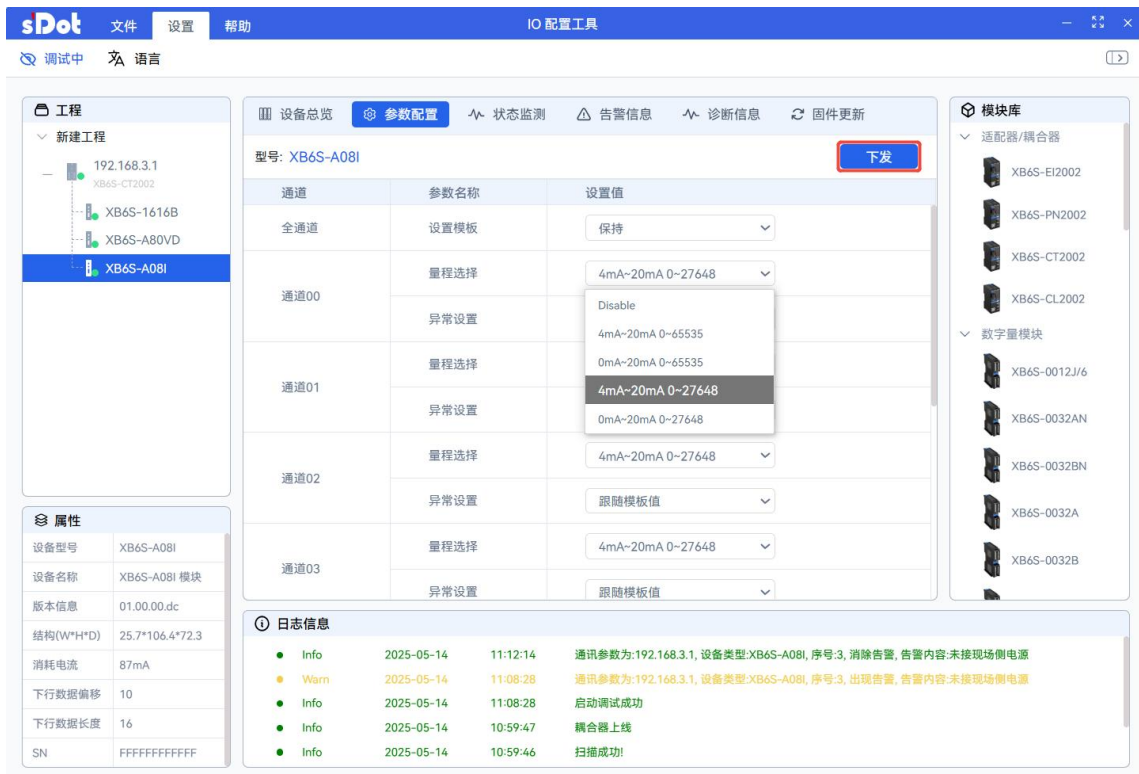 sDot 文件 设置 帮助 IO 配置工具
调试中 语言
工程
新建工程
192.168.3.1
XB6S-CT2002
XB6S-1616B
XB6S-A80VD
XB6S-A08I
属性
设备型号 XB6S-A08I
设备名称 XB6S-A08I 模块
版本信息 01.00.00.dc
结构(W*H*D) 25.7*106.4*72.3
消耗电流 87mA
下行数据偏移 10
下行数据长度 16
SN FFFFFFFFFFFF
设备总览 参数配置 状态监测 告警信息 诊断信息 固件更新
型号: XB6S-A08I 下发
通道 参数名称 设置值
全通道 设置模板 保持
通道00 量程选择 4mA~20mA 0~27648
异常设置
Disable
4mA~20mA 0~65535
0mA~20mA 0~65535
4mA~20mA 0~27648
0mA~20mA 0~27648
通道01 量程选择
异常设置
通道02 量程选择 4mA~20mA 0~27648
异常设置 跟随模板值
通道03 量程选择 4mA~20mA 0~27648
异常设置 跟随模板值
日志信息
Info 2025-05-14 11:12:14 通讯参数为:192.168.3.1, 设备类型:XB6S-A08I, 序号:3, 消除告警, 告警内容:未接现场侧电源
Warn 2025-05-14 11:08:28 通讯参数为:192.168.3.1, 设备类型:XB6S-A08I, 序号:3, 出现告警, 告警内容:未接现场侧电源
Info 2025-05-14 11:08:28 启动调试成功
Info 2025-05-14 10:59:47 耦合器上线
Info 2025-05-14 10:59:46 扫描成功!
模块库
适配器/耦合器
XB6S-EI2002
XB6S-PN2002
XB6S-CT2002
XB6S-CL2002
数字量模块
XB6S-0012J/6
XB6S-0032AN
XB6S-0032BN
XB6S-0032A
XB6S-0032B